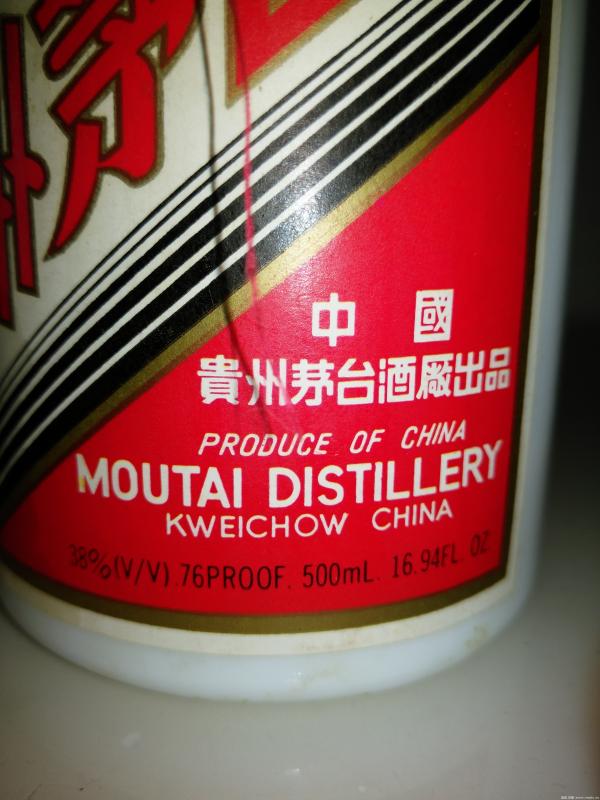 茅
中國
貴州茅台酒廠出品
PRODUCE OF CHINA
MOUTAI DISTILLERY
KWEICHOW CHINA
38%(V/V).76PROOF. 500mL. 16.94FL. OZ.